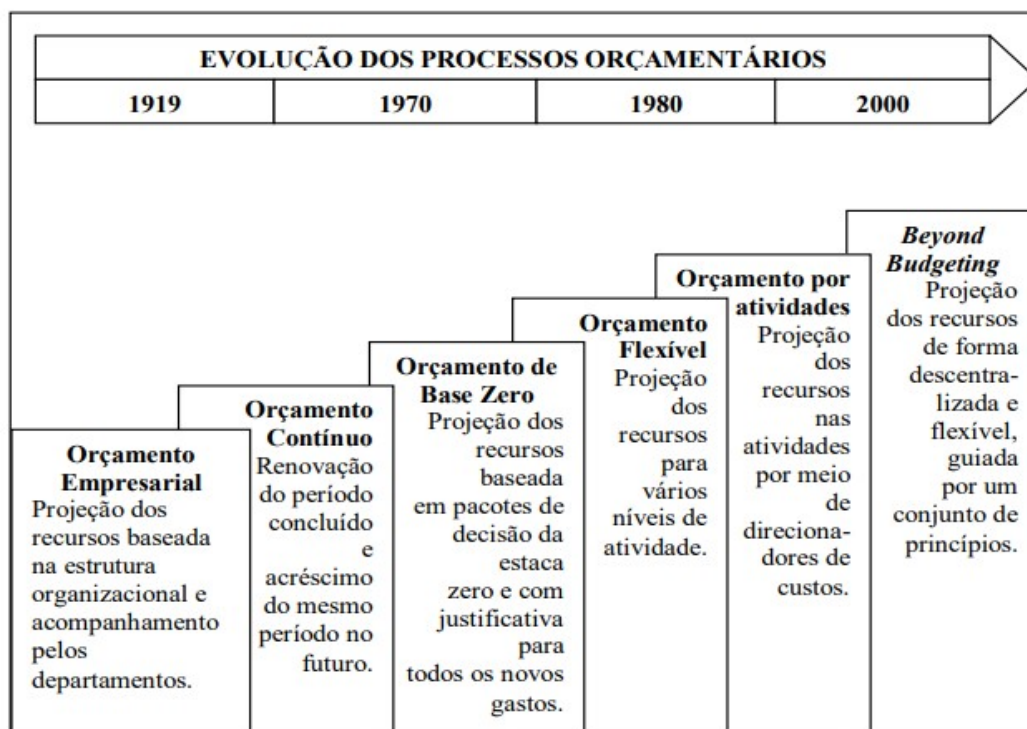 EVOLUÇÃO DOS PROCESSOS ORÇAMENTÁRIOS
1919 1970 1980 2000
Orçamento
Empresarial
Projeção dos
recursos baseada
na estrutura
organizacional e
acompanhamento
pelos
departamentos.
Orçamento
Contínuo
Renovação
do período
concluído
e
acréscimo
do mesmo
período no
futuro.
Orçamento de
Base Zero
Projeção dos
recursos
baseada
em pacotes de
decisão da
estaca
zero e com
justificativa
para
todos os novos
gastos.
Orçamento
Flexível
Projeção
dos
recursos
para
vários
níveis de
atividade.
Orçamento por
atividades
Projeção
dos
recursos
nas
atividades
por meio
de
direciona-
dores de
custos.
Beyond
Budgeting
Projeção
dos recursos
de forma
descentra-
lizada e
flexível,
guiada
por um
conjunto de
princípios.